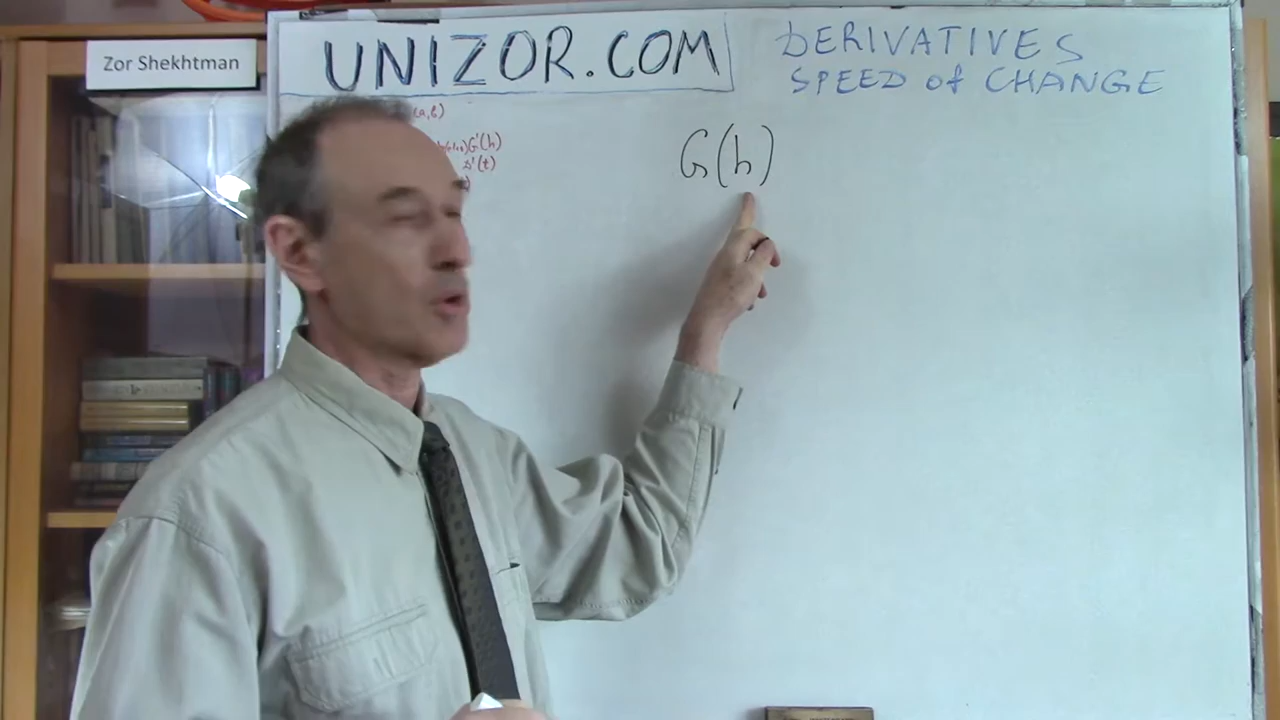 Zor Shekhtman
UNIZOR.COM
DERIVATIVES
SPEED of CHANGE
G(h)
G'(h)
s'(t)